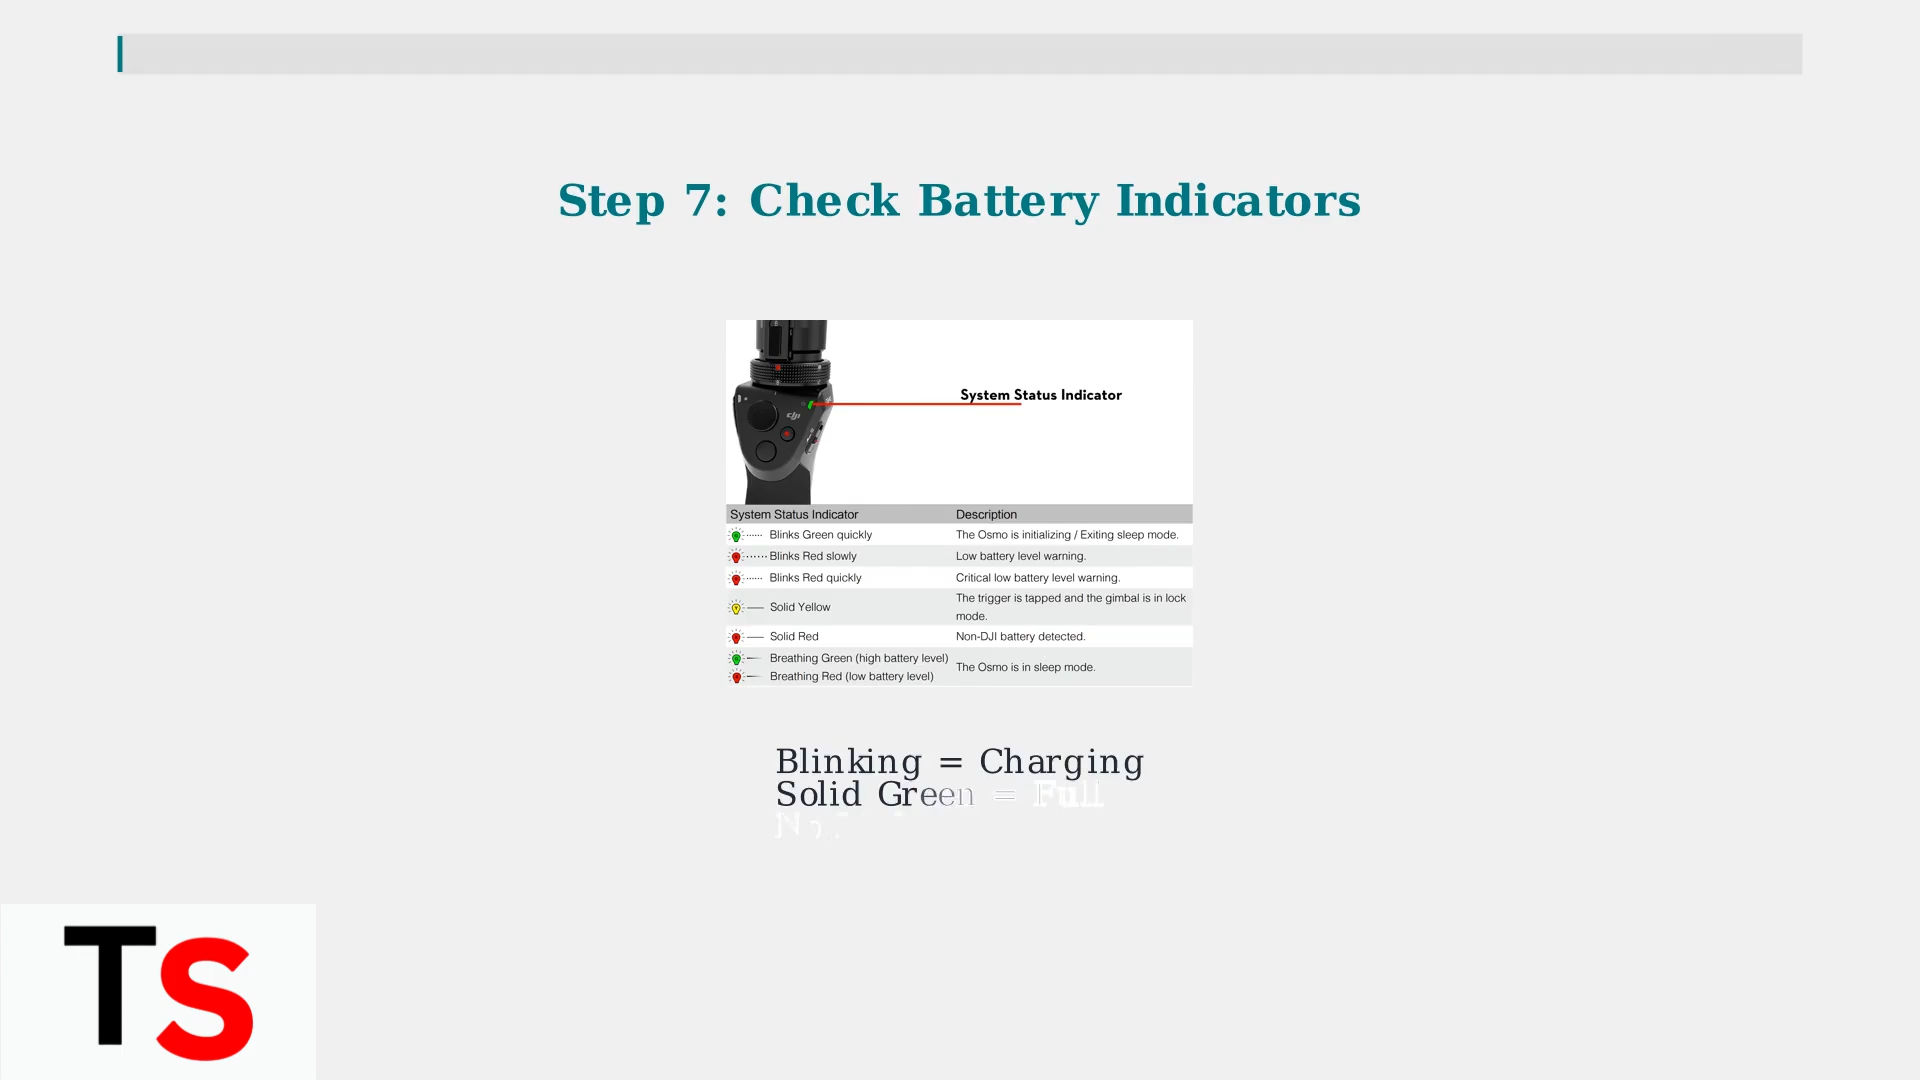 Step 7: Check Battery Indicators
System Status Indicator
dji
System Status Indicator Description
Blinks Green quickly The Osmo is initializing / Exiting sleep mode.
Blinks Red slowly Low battery level warning.
Blinks Red quickly Critical low battery level warning.
Solid Yellow The trigger is tapped and the gimbal is in lock
mode.
Solid Red Non-DJI battery detected.
Breathing Green (high battery level)
The Osmo is in sleep mode.
Breathing Red (low battery level)
Blinking = Charging
Solid Green = Full
TS